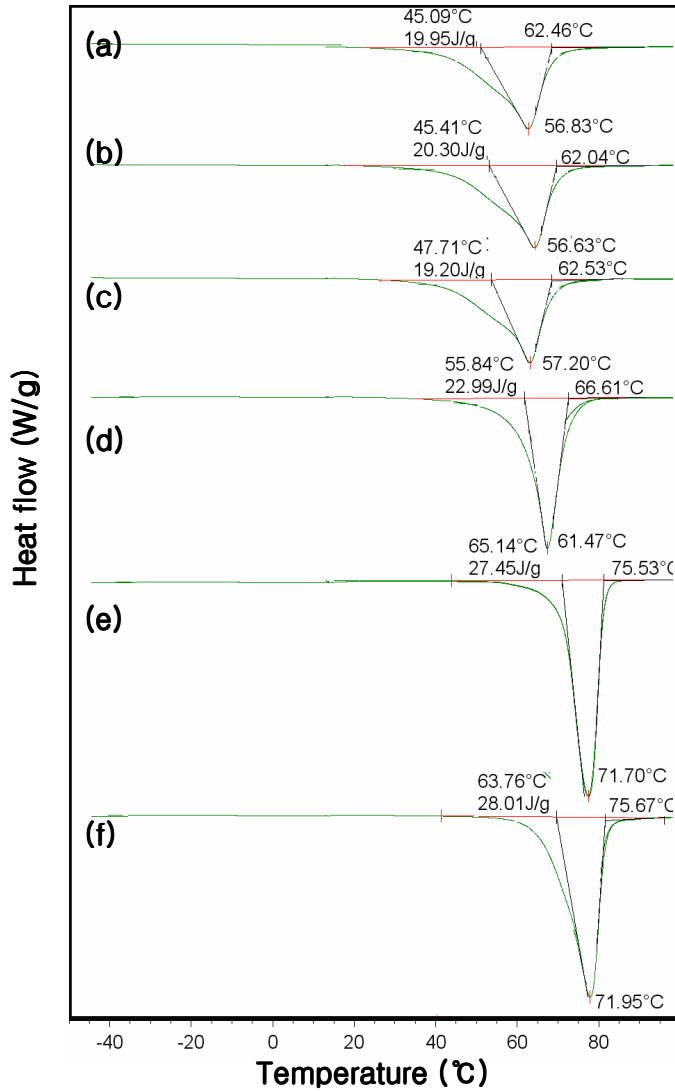 45.09°C
19.95J/g
62.46°C
(a)
56.83°C
45.41°C
20.30J/g
62.04°C
(b)
56.63°C
47.71°C
19.20J/g
62.53°C
(c)
57.20°C
55.84°C
22.99J/g
66.61°C
(d)
61.47°C
65.14°C
27.45J/g
75.53°C
(e)
71.70°C
63.76°C
28.01J/g
75.67°C
(f)
71.95°C
Heat flow (W/g)
-40 -20 0 20 40 60 80
Temperature (℃)